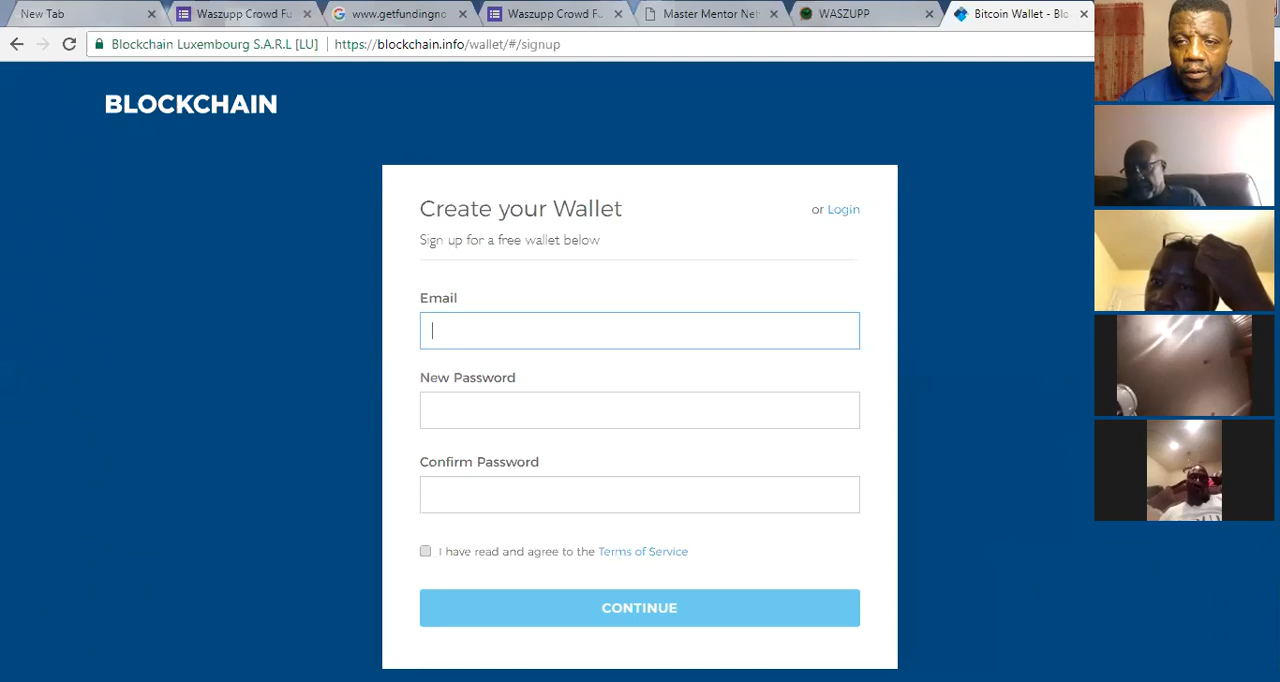 New Tab
Waszupp Crowd Fu
www.getfundingno
Waszupp Crowd Fu
Master Mentor Net
WASZUPP
Bitcoin Wallet - Blo
Blockchain Luxembourg S.A.R.L [LU]
https://blockchain.info/wallet/#/signup
BLOCKCHAIN
Create your Wallet
or Login
Sign up for a free wallet below
Email
New Password
Confirm Password
I have read and agree to the Terms of Service
CONTINUE